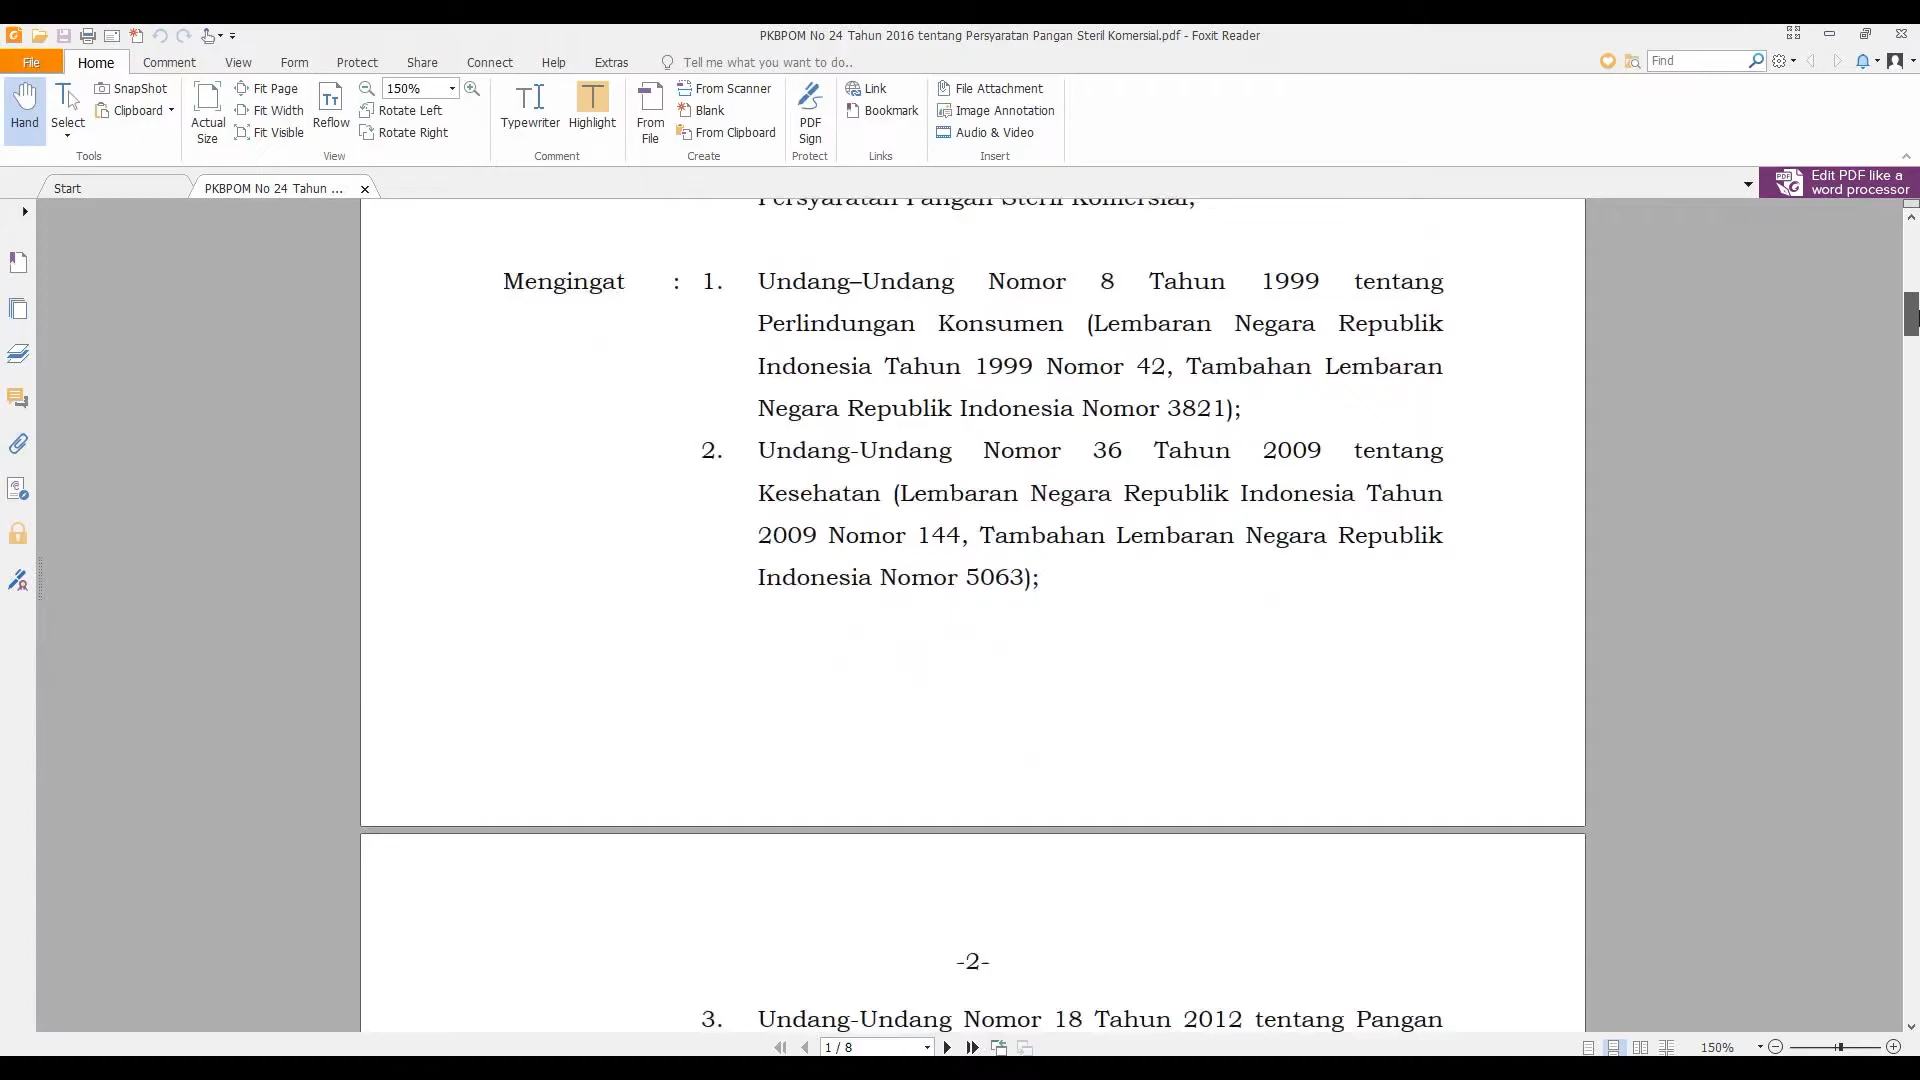 PKBPOM No 24 Tahun 2016 tentang Persyaratan Pangan Steril Komersial.pdf - Foxit Reader
File Home Comment View Form Protect Share Connect Help Extras Tell me what you want to do.. Find
Hand
Select
SnapShot
Clipboard
Tools
Actual Size
Fit Page
Fit Width
Fit Visible
Reflow
150%
Rotate Left
Rotate Right
View
Typewriter
Highlight
Comment
From File
From Scanner
Blank
From Clipboard
Create
PDF Sign
Protect
Link
Bookmark
Links
File Attachment
Image Annotation
Audio & Video
Insert
Start
PKBPOM No 24 Tahun ...
Edit PDF like a
word processor
Persyaratan Pangan Steril Komersial;
Mengingat : 1. Undang–Undang Nomor 8 Tahun 1999 tentang
Perlindungan Konsumen (Lembaran Negara Republik
Indonesia Tahun 1999 Nomor 42, Tambahan Lembaran
Negara Republik Indonesia Nomor 3821);
2. Undang-Undang Nomor 36 Tahun 2009 tentang
Kesehatan (Lembaran Negara Republik Indonesia Tahun
2009 Nomor 144, Tambahan Lembaran Negara Republik
Indonesia Nomor 5063);
-2-
3. Undang-Undang Nomor 18 Tahun 2012 tentang Pangan
1 / 8
150%